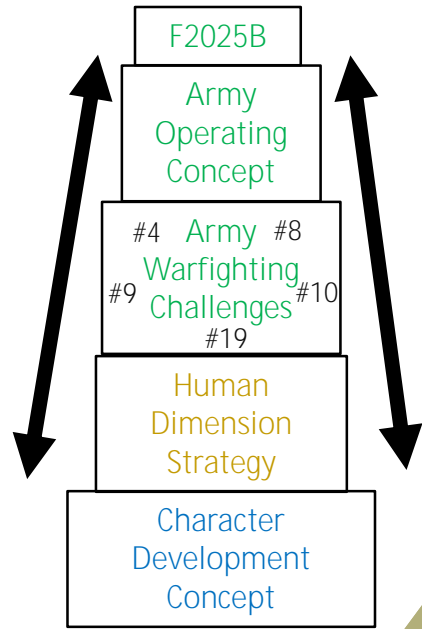 F2025B
Army
Operating
Concept
#4 Army #8
Warfighting
#9 Challenges #10
#19
Human
Dimension
Strategy
Character
Development
Concept